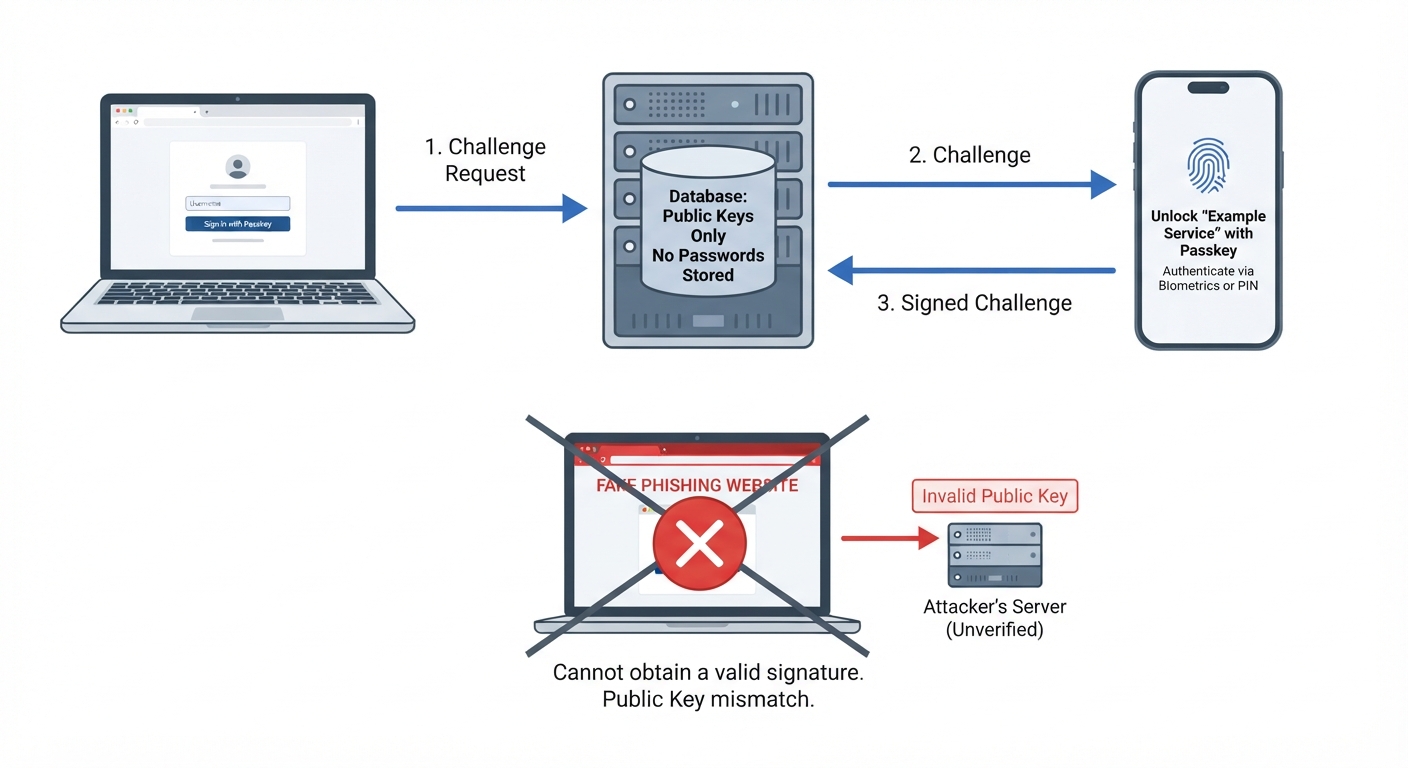 Sign in with Passkey
1. Challenge
Request
Database:
Public Keys
Only
No Passwords
Stored
2. Challenge
3. Signed Challenge
Unlock "Example
Service" with
Passkey
Authenticate via
Biometrics or PIN
FAKE PHISHING WEBSITE
Invalid Public Key
Attacker's Server
(Unverified)
Cannot obtain a valid signature.
Public Key mismatch.